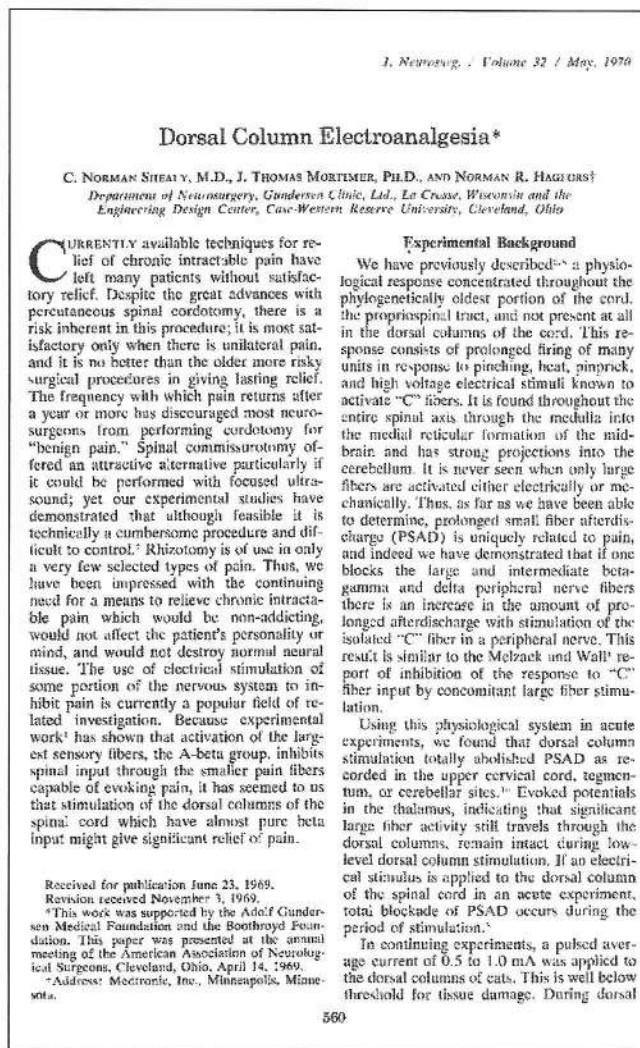 J. Neurosurg. / Volume 32 / May, 1970
Dorsal Column Electroanalgesia*
C. Norman Shealy, M.D., J. Thomas Mortimer, Ph.D., and Norman R. Hagfors†
Department of Neurosurgery, Gundersen Clinic, Ltd., La Crosse, Wisconsin and the
Engineering Design Center, Case-Western Reserve University, Cleveland, Ohio
CURRENTLY available techniques for re-
lief of chronic intractable pain have
left many patients without satisfac-
tory relief. Despite the great advances with
percutaneous spinal cordotomy, there is a
risk inherent in this procedure; it is most sat-
isfactory only when there is unilateral pain,
and it is no better than the older more risky
surgical procedures in giving lasting relief.
The frequency with which pain returns after
a year or more has discouraged most neuro-
surgeons from performing cordotomy for
"benign pain." Spinal commissurotomy of-
fered an attractive alternative particularly if
it could be performed with focused ultra-
sound; yet our experimental studies have
demonstrated that although feasible it is
technically a cumbersome procedure and dif-
ficult to control. Rhizotomy is of use in only
a very few selected types of pain. Thus, we
have been impressed with the continuing
need for a means to relieve chronic intracta-
ble pain which would be non-addicting,
would not affect the patient's personality or
mind, and would not destroy normal neural
tissue. The use of electrical stimulation of
some portion of the nervous system to in-
hibit pain is currently a popular field of re-
lated investigation. Because experimental
work has shown that activation of the larg-
est sensory fibers, the A-beta group, inhibits
spinal input through the smaller pain fibers
capable of evoking pain, it has seemed to us
that stimulation of the dorsal columns of the
spinal cord which have almost pure beta
input might give significant relief of pain.
Received for publication June 23, 1969.
Revision received November 3, 1969.
*This work was supported by the Adolf Gunder-
sen Medical Foundation and the Boothroyd Foun-
dation. This paper was presented at the annual
meeting of the American Association of Neurolog-
ical Surgeons, Cleveland, Ohio, April 14, 1969.
†Address: Medtronic, Inc., Minneapolis, Minne-
sota.
Experimental Background
We have previously described a physio-
logical response concentrated throughout the
phylogenetically oldest portion of the cord,
the propriospinal tract, and not present at all
in the dorsal columns of the cord. This re-
sponse consists of prolonged firing of many
units in response to pinching, heat, pinprick,
and high voltage electrical stimuli known to
activate "C" fibers. It is found throughout the
entire spinal axis through the medulla into
the medial reticular formation of the mid-
brain and has strong projections into the
cerebellum. It is never seen when only large
fibers are activated either electrically or me-
chanically. Thus, as far as we have been able
to determine, prolonged small fiber afterdis-
charge (PSAD) is uniquely related to pain,
and indeed we have demonstrated that if one
blocks the large and intermediate beta-
gamma and delta peripheral nerve fibers
there is an increase in the amount of pro-
longed afterdischarge with stimulation of the
isolated "C" fiber in a peripheral nerve. This
result is similar to the Melzack and Wall re-
port of inhibition of the response to "C"
fiber input by concomitant large fiber stimu-
lation.
Using this physiological system in acute
experiments, we found that dorsal column
stimulation totally abolished PSAD as re-
corded in the upper cervical cord, tegmen-
tum, or cerebellar sites. Evoked potentials
in the thalamus, indicating that significant
large fiber activity still travels through the
dorsal columns, remain intact during low-
level dorsal column stimulation. If an electri-
cal stimulus is applied to the dorsal column
of the spinal cord in an acute experiment,
total blockade of PSAD occurs during the
period of stimulation.
In continuing experiments, a pulsed aver-
age current of 0.5 to 1.0 mA was applied to
the dorsal columns of cats. This is well below
threshold for tissue damage. During dorsal
560